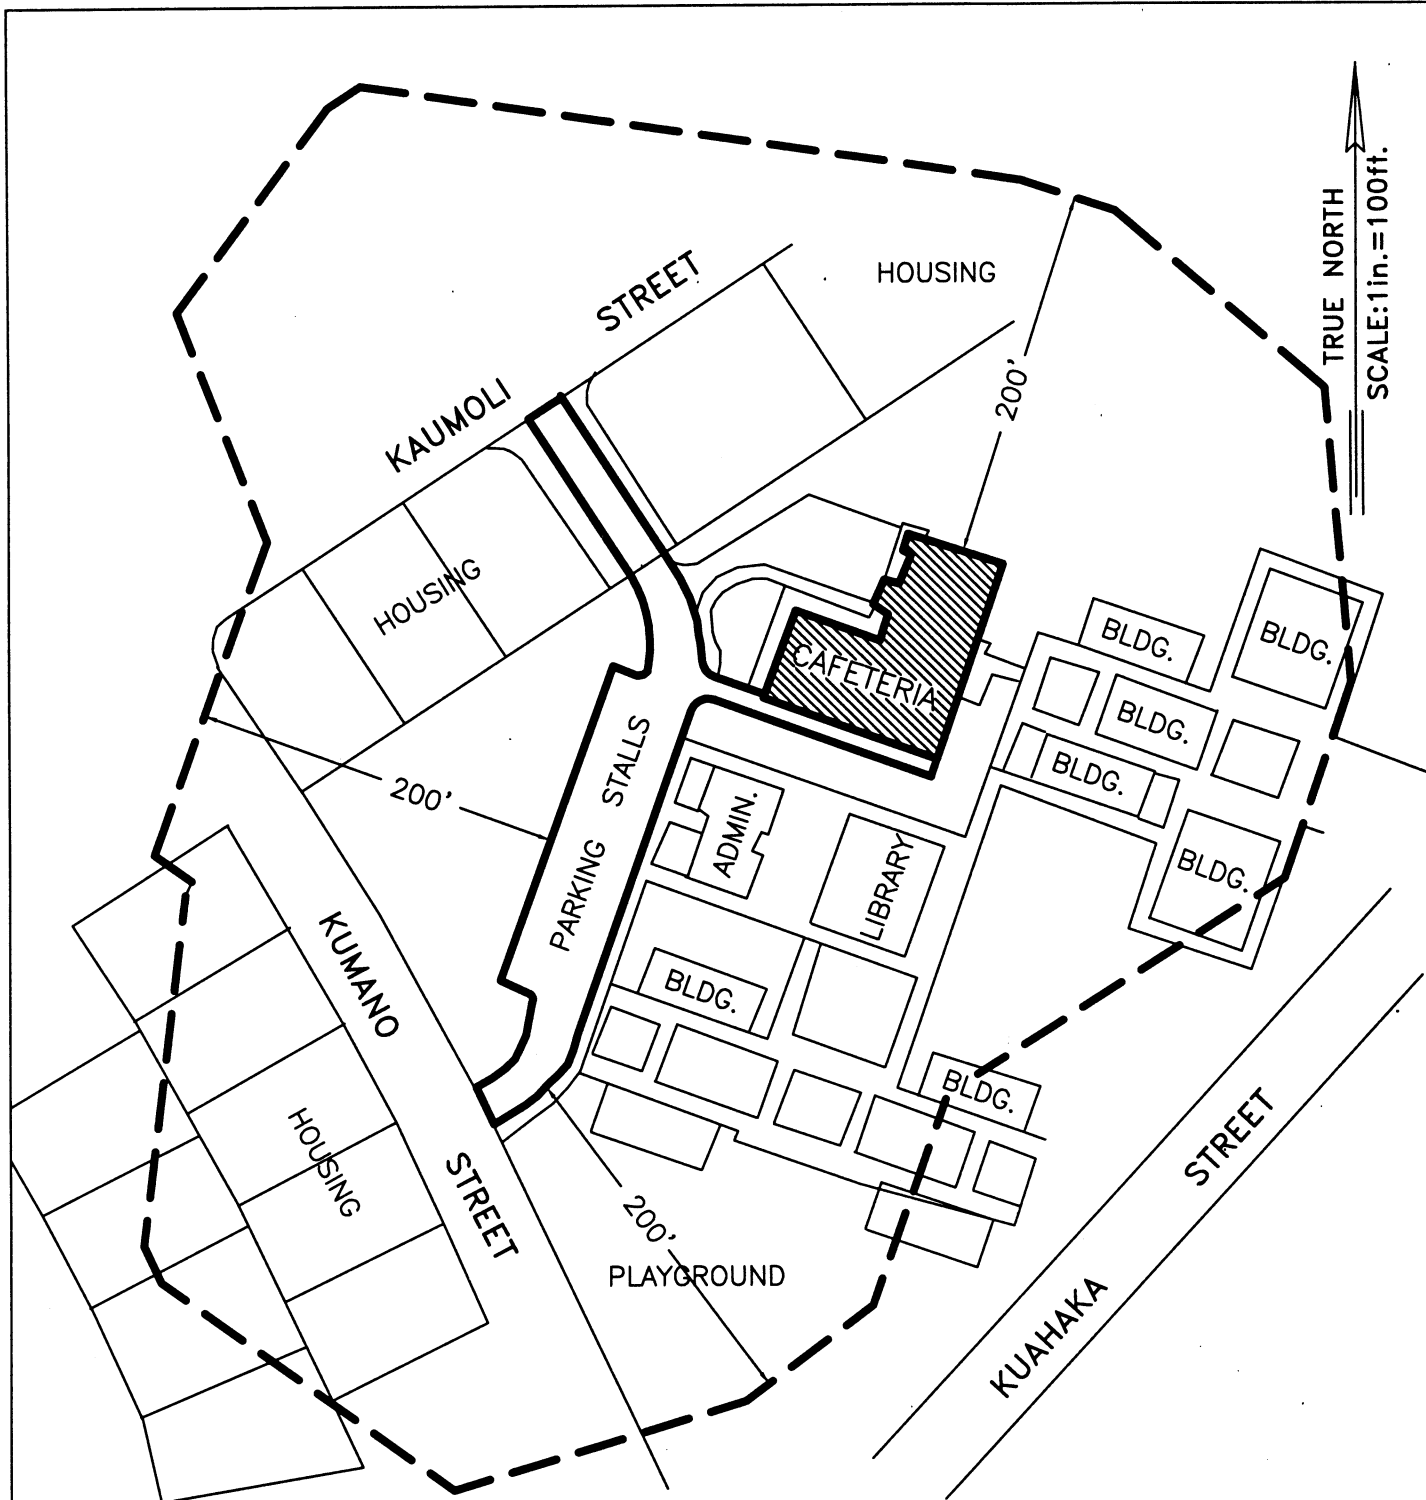 HOUSING
KAUMOLI STREET
200'
TRUE NORTH
SCALE:1in.=100ft.
HOUSING
CAFETERIA
BLDG.
BLDG.
BLDG.
BLDG.
BLDG.
200'
PARKING STALLS
ADMIN.
LIBRARY
BLDG.
BLDG.
KUMANO STREET
HOUSING
200'
PLAYGROUND
KUAHAKA STREET